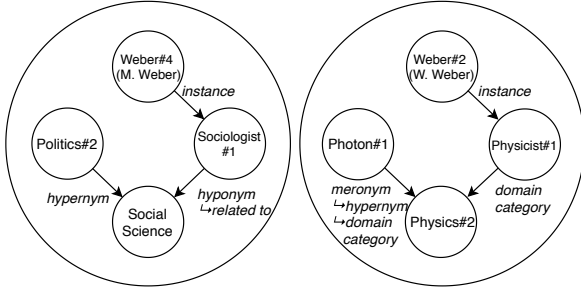 Weber#4
(M. Weber)
instance
Politics#2
Sociologist
#1
hypernym
hyponym
↳related to
Social
Science
Weber#2
(W. Weber)
instance
Photon#1
Physicist#1
meronym
↳hypernym
↳domain
category
domain
category
Physics#2